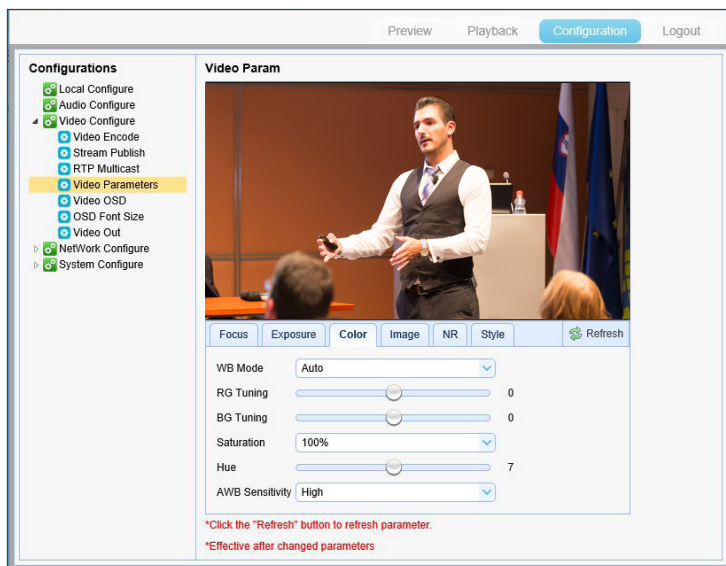 Preview Playback Configuration Logout
Configurations
Local Configure
Audio Configure
Video Configure
Video Encode
Stream Publish
RTP Multicast
Video Parameters
Video OSD
OSD Font Size
Video Out
NetWork Configure
System Configure
Video Param
Focus Exposure Color Image NR Style Refresh
WB Mode Auto
RG Tuning 0
BG Tuning 0
Saturation 100%
Hue 7
AWB Sensitivity High
*Click the "Refresh" button to refresh parameter.
*Effective after changed parameters